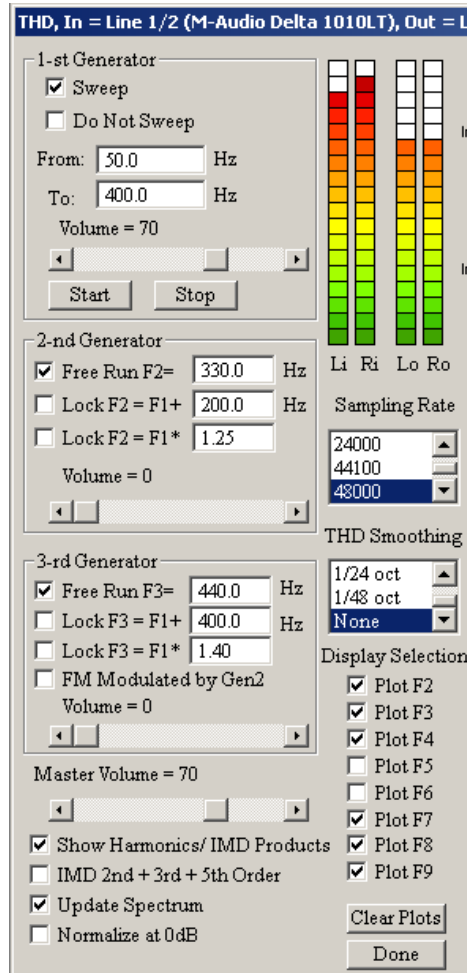 THD, In = Line 1/2 (M-Audio Delta 1010LT), Out = L
1-st Generator
Sweep
Do Not Sweep
From: 50.0 Hz
To: 400.0 Hz
Volume = 70
Start Stop
2-nd Generator
Free Run F2= 330.0 Hz
Lock F2 = F1+ 200.0 Hz
Lock F2 = F1* 1.25
Volume = 0
3-rd Generator
Free Run F3= 440.0 Hz
Lock F3 = F1+ 400.0 Hz
Lock F3 = F1* 1.40
FM Modulated by Gen2
Volume = 0
Master Volume = 70
Show Harmonics/ IMD Products
IMD 2nd + 3rd + 5th Order
Update Spectrum
Normalize at 0dB
Li Ri Lo Ro
Sampling Rate
24000
44100
48000
THD Smoothing
1/24 oct
1/48 oct
None
Display Selection
Plot F2
Plot F3
Plot F4
Plot F5
Plot F6
Plot F7
Plot F8
Plot F9
Clear Plots
Done